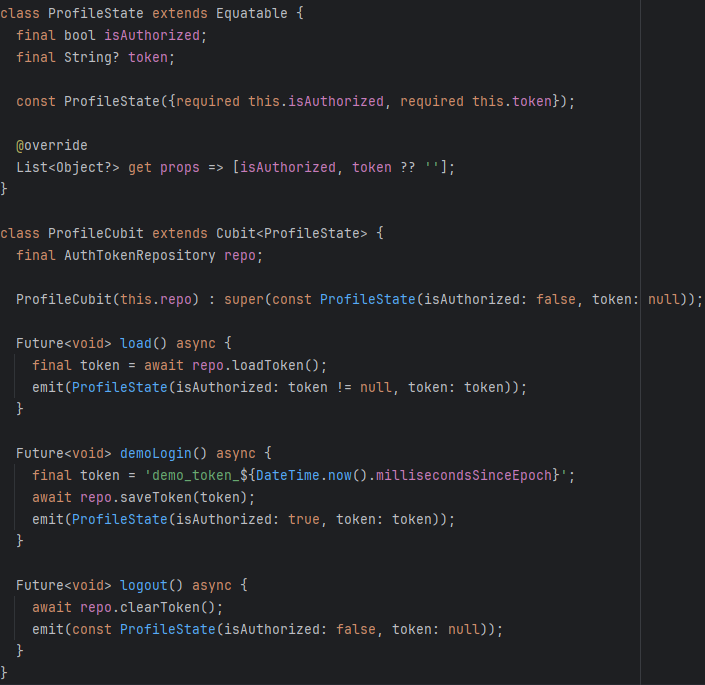 class ProfileState extends Equatable {
  final bool isAuthorized;
  final String? token;

  const ProfileState({required this.isAuthorized, required this.token});

  @override
  List<Object?> get props => [isAuthorized, token ?? ''];
}

class ProfileCubit extends Cubit<ProfileState> {
  final AuthTokenRepository repo;

  ProfileCubit(this.repo) : super(const ProfileState(isAuthorized: false, token: null));

  Future<void> load() async {
    final token = await repo.loadToken();
    emit(ProfileState(isAuthorized: token != null, token: token));
  }

  Future<void> demoLogin() async {
    final token = 'demo_token_${DateTime.now().millisecondsSinceEpoch}';
    await repo.saveToken(token);
    emit(ProfileState(isAuthorized: true, token: token));
  }

  Future<void> logout() async {
    await repo.clearToken();
    emit(const ProfileState(isAuthorized: false, token: null));
  }
}